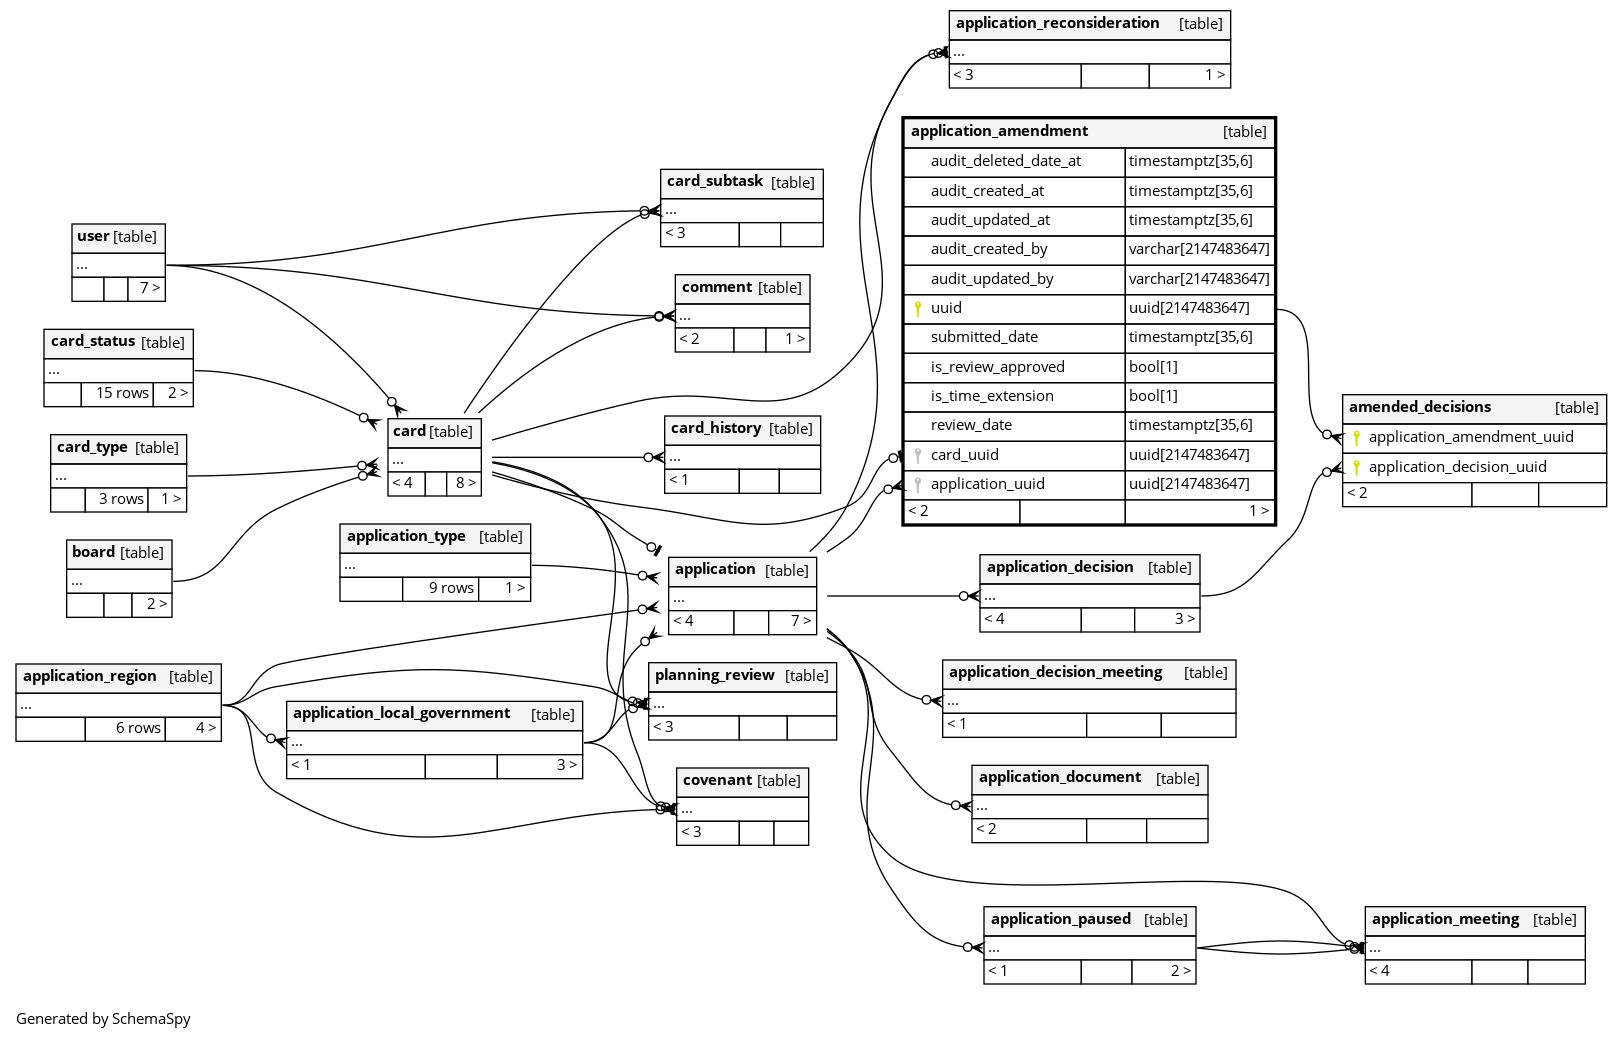 application_reconsideration [table]
...
< 3 1 >
application_amendment [table]
audit_deleted_date_at timestamptz[35,6]
audit_created_at timestamptz[35,6]
audit_updated_at timestamptz[35,6]
audit_created_by varchar[2147483647]
audit_updated_by varchar[2147483647]
uuid uuid[2147483647]
submitted_date timestamptz[35,6]
is_review_approved bool[1]
is_time_extension bool[1]
review_date timestamptz[35,6]
card_uuid uuid[2147483647]
application_uuid uuid[2147483647]
< 2 1 >
card_subtask [table]
...
< 3
user [table]
...
7 >
comment [table]
...
< 2 1 >
card_status [table]
...
15 rows 2 >
amended_decisions [table]
application_amendment_uuid
application_decision_uuid
< 2
card [table]
...
< 4 8 >
card_history [table]
...
< 1
card_type [table]
...
3 rows 1 >
application_type [table]
...
9 rows 1 >
board [table]
...
2 >
application [table]
...
< 4 7 >
application_decision [table]
...
< 4 3 >
application_region [table]
...
6 rows 4 >
planning_review [table]
...
< 3
application_decision_meeting [table]
...
< 1
application_local_government [table]
...
< 1 3 >
covenant [table]
...
< 3
application_document [table]
...
< 2
application_paused [table]
...
< 1 2 >
application_meeting [table]
...
< 4
Generated by SchemaSpy